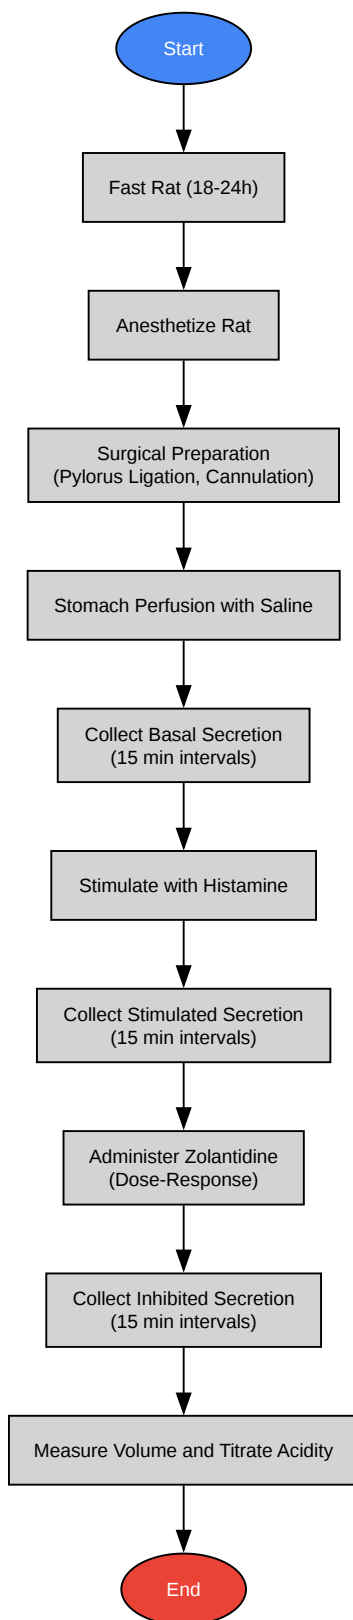 Start
Fast Rat (18-24h)
Anesthetize Rat
Surgical Preparation
(Pylorus Ligation, Cannulation)
Stomach Perfusion with Saline
Collect Basal Secretion
(15 min intervals)
Stimulate with Histamine
Collect Stimulated Secretion
(15 min intervals)
Administer Zolantidine
(Dose-Response)
Collect Inhibited Secretion
(15 min intervals)
Measure Volume and Titrate Acidity
End